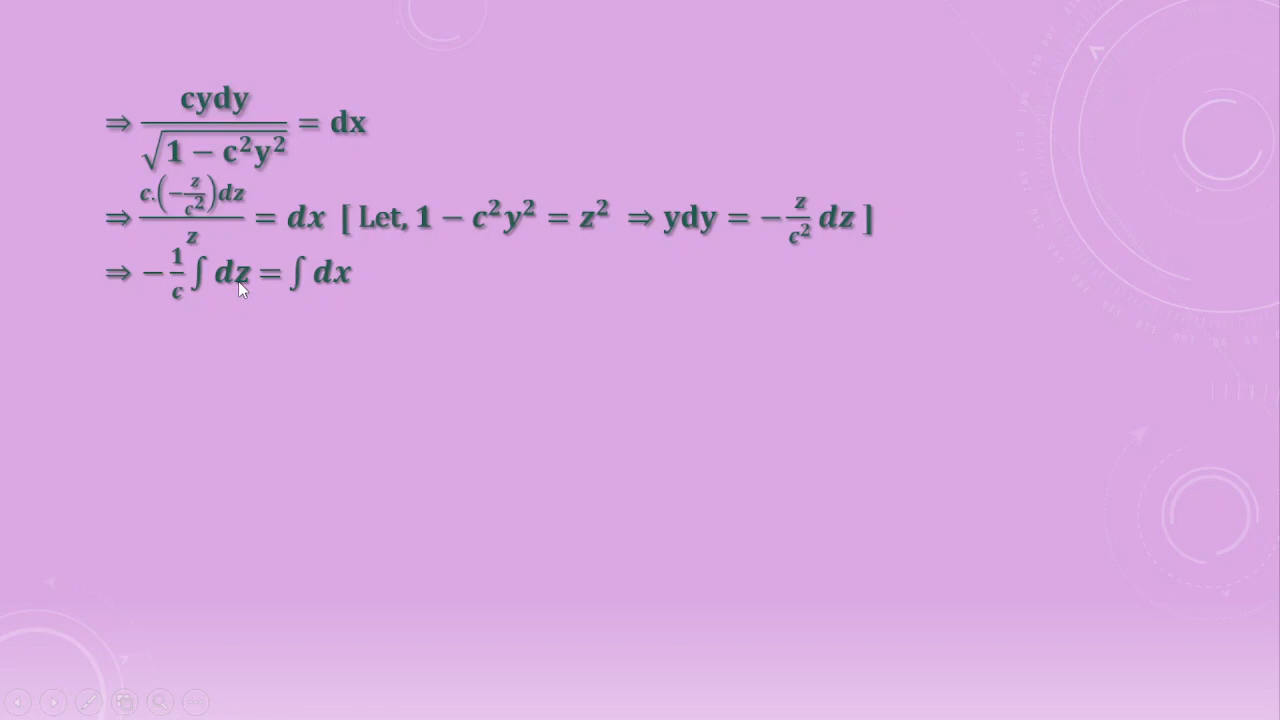 ⇒ cydy / √(1 − c²y²) = dx
⇒ c.(−z/c²)dz / z = dx [ Let, 1 − c²y² = z² ⇒ ydy = −z/c² dz ]
⇒ −1/c ∫ dz = ∫ dx